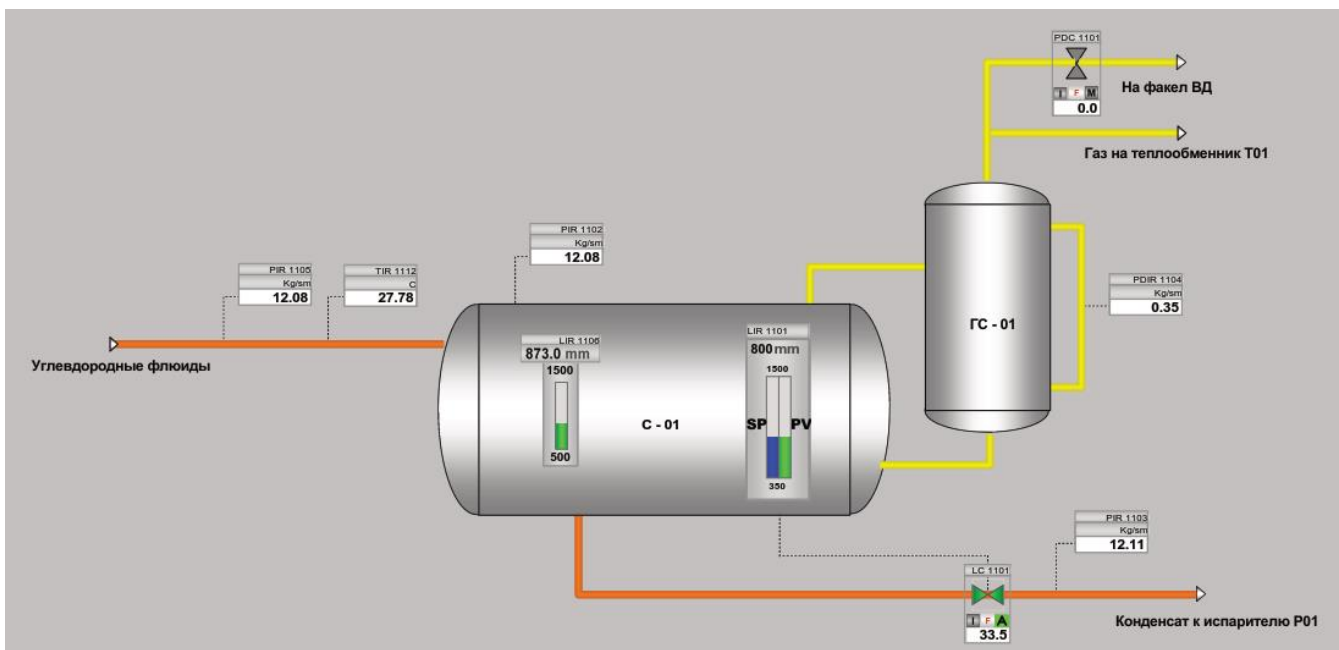 PDC 1101
I F M
0.0
На факел ВД
Газ на теплообменник Т01
PIR 1102
Kg/sm
12.08
PIR 1105
Kg/sm
12.08
TIR 1112
C
27.78
PDIR 1104
Kg/sm
0.35
ГС - 01
Углевдородные флюиды
LIR 1106
873.0 mm
1500
500
С - 01
LIR 1101
800 mm
1500
SP PV
350
PIR 1103
Kg/sm
12.11
LC 1101
I F A
33.5
Конденсат к испарителю Р01